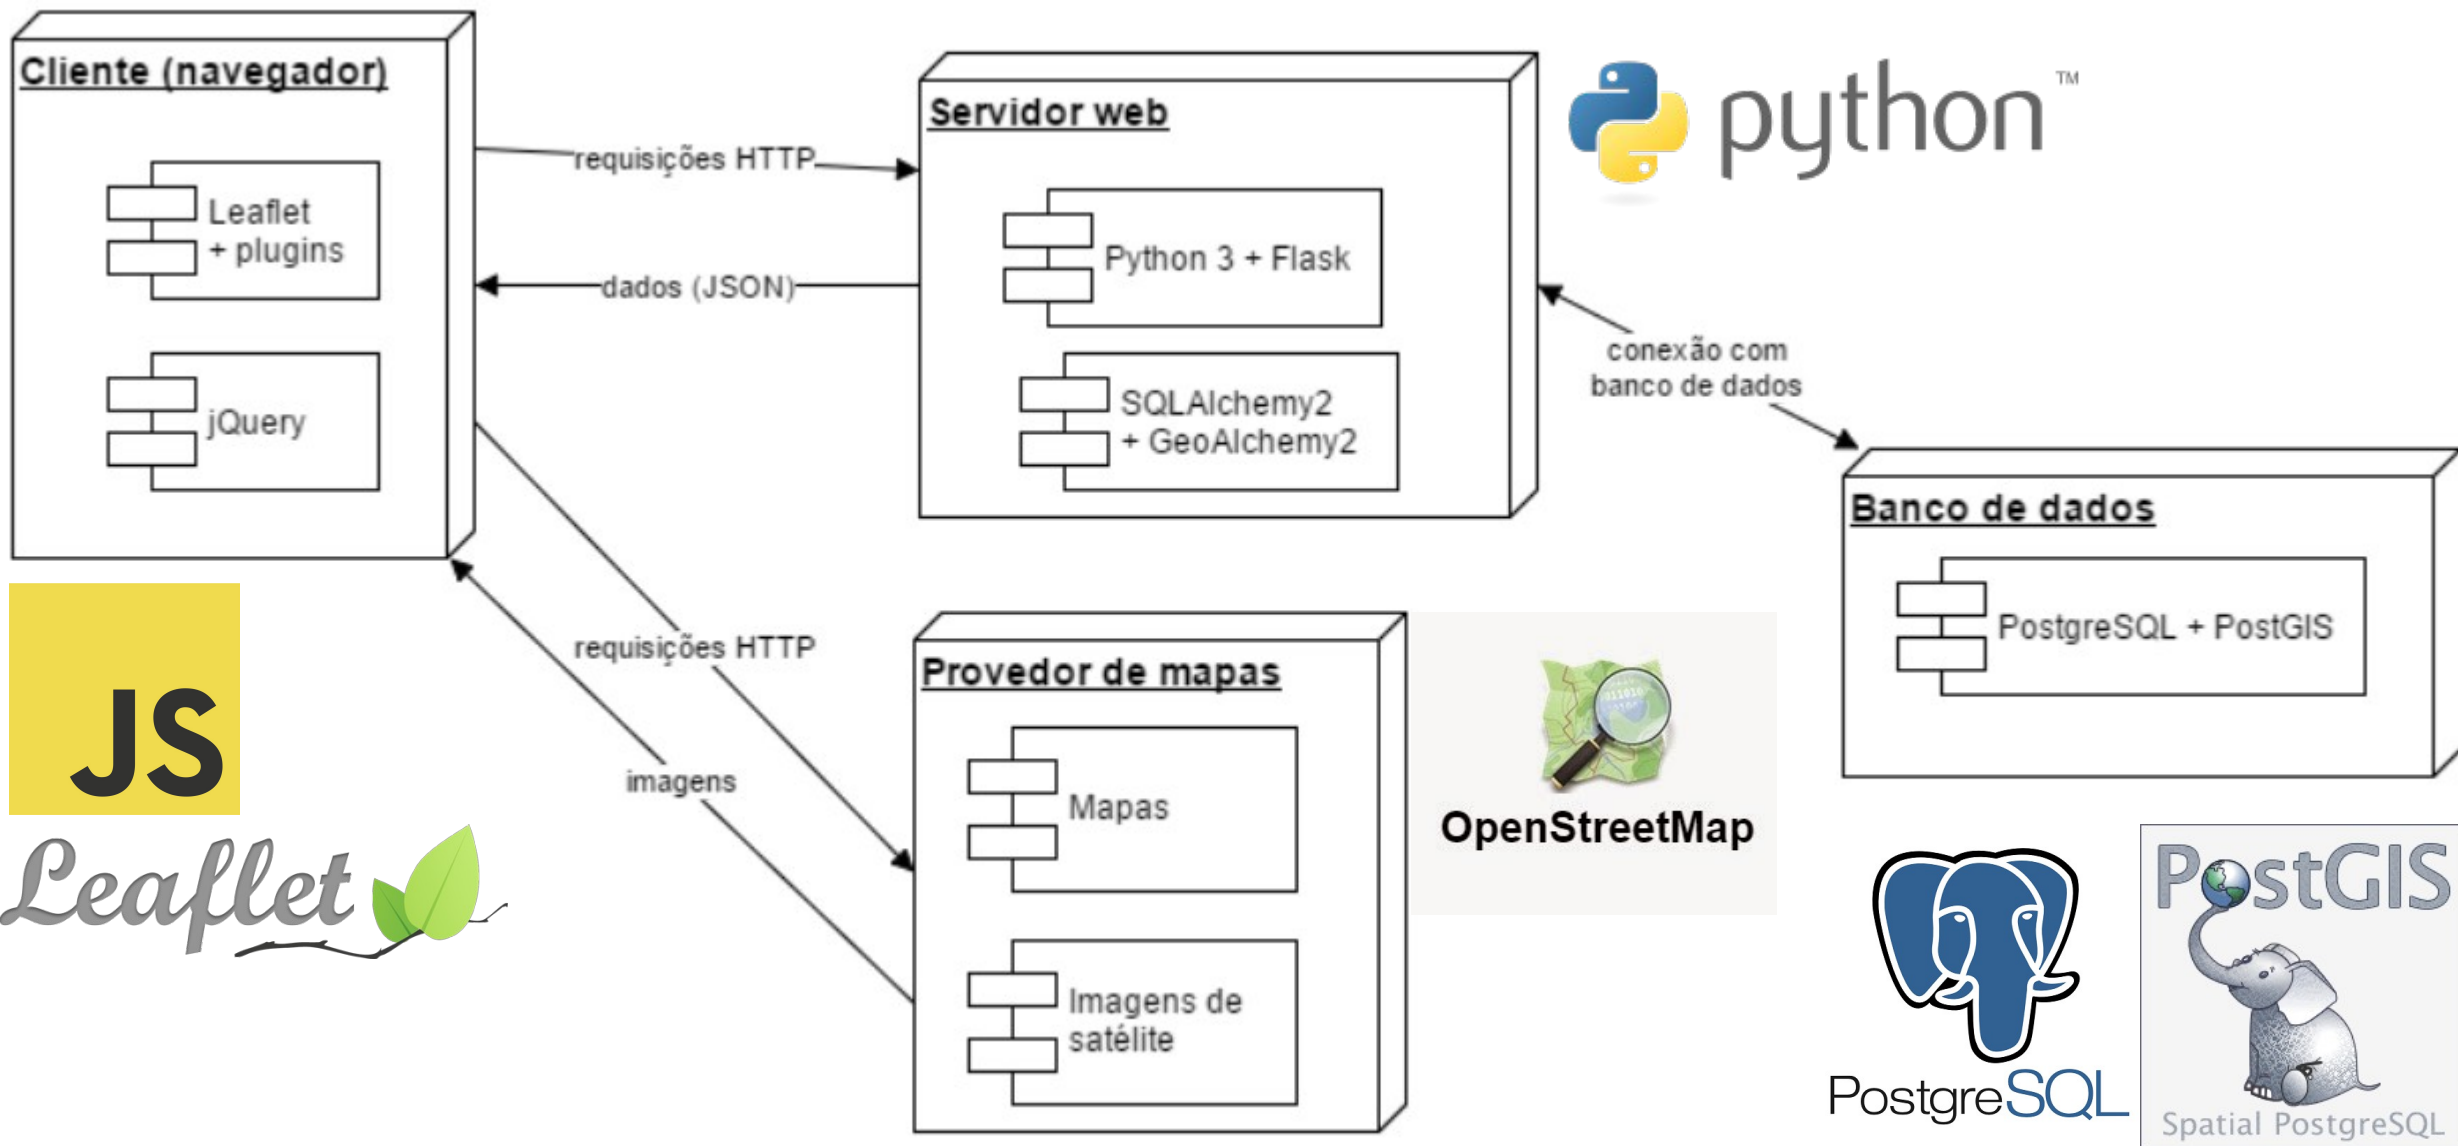 Cliente (navegador)
Leaflet
+ plugins
jQuery
requisições HTTP
dados (JSON)
Servidor web
Python 3 + Flask
SQLAlchemy2
+ GeoAlchemy2
python™
conexão com
banco de dados
Banco de dados
PostgreSQL + PostGIS
requisições HTTP
imagens
Provedor de mapas
Mapas
Imagens de
satélite
JS
Leaflet
OpenStreetMap
PostgreSQL
PostGIS
Spatial PostgreSQL